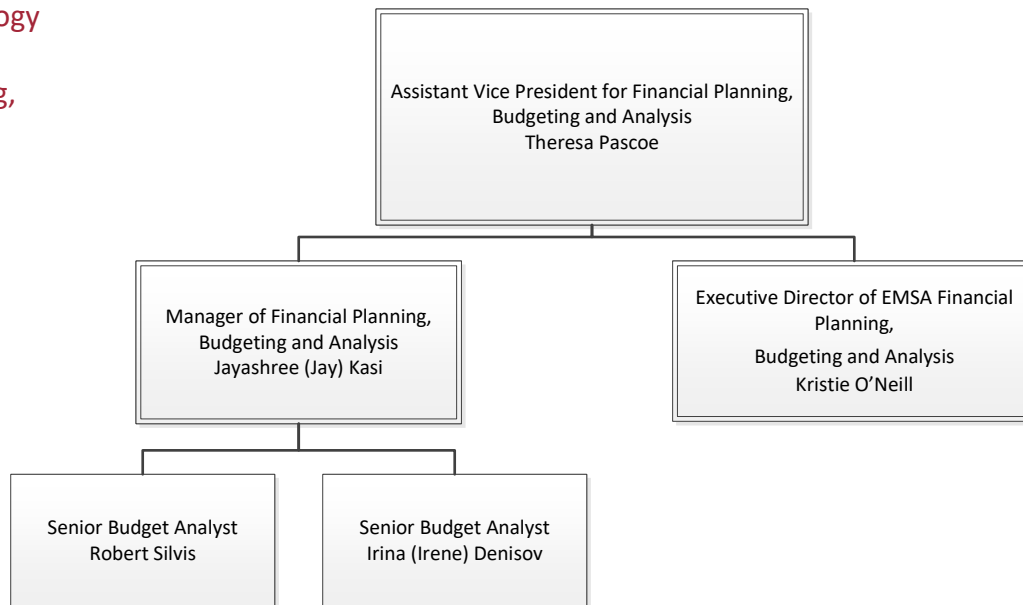 Assistant Vice President for Financial Planning,
Budgeting and Analysis
Theresa Pascoe
Manager of Financial Planning,
Budgeting and Analysis
Jayashree (Jay) Kasi
Executive Director of EMSA Financial
Planning,
Budgeting and Analysis
Kristie O’Neill
Senior Budget Analyst
Robert Silvis
Senior Budget Analyst
Irina (Irene) Denisov